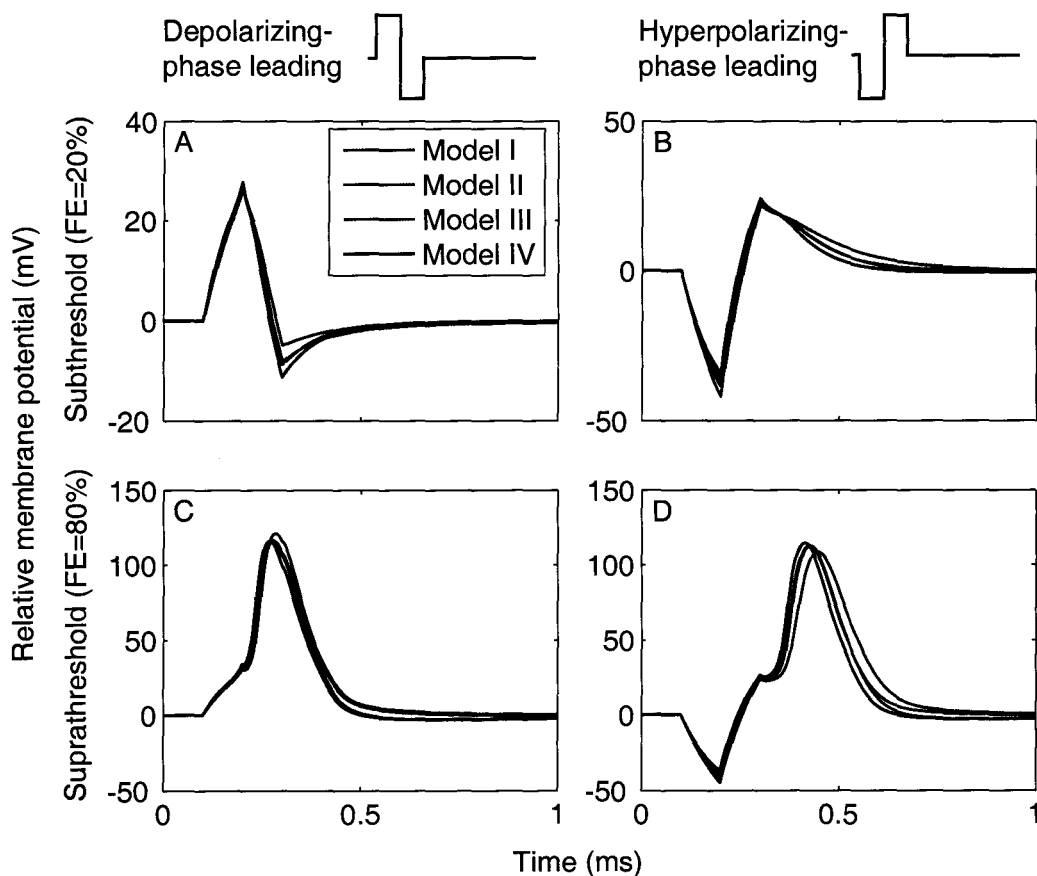 Depolarizing-
phase leading
Hyperpolarizing-
phase leading
Relative membrane potential (mV)
Subthreshold (FE=20%)
Suprathreshold (FE=80%)
A
40
20
0
-20
Model I
Model II
Model III
Model IV
B
50
0
-50
C
150
100
50
0
-50
0
0.5
1
D
150
100
50
0
-50
0
0.5
1
Time (ms)